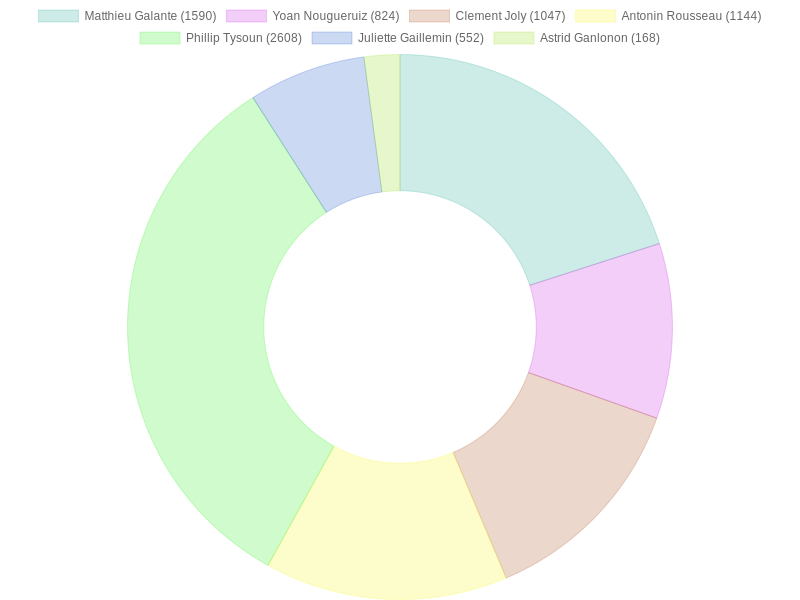 Matthieu Galante (1590) Yoan Nougueruiz (824) Clement Joly (1047) Antonin Rousseau (1144)
Phillip Tysoun (2608) Juliette Gaillemin (552) Astrid Ganlonon (168)